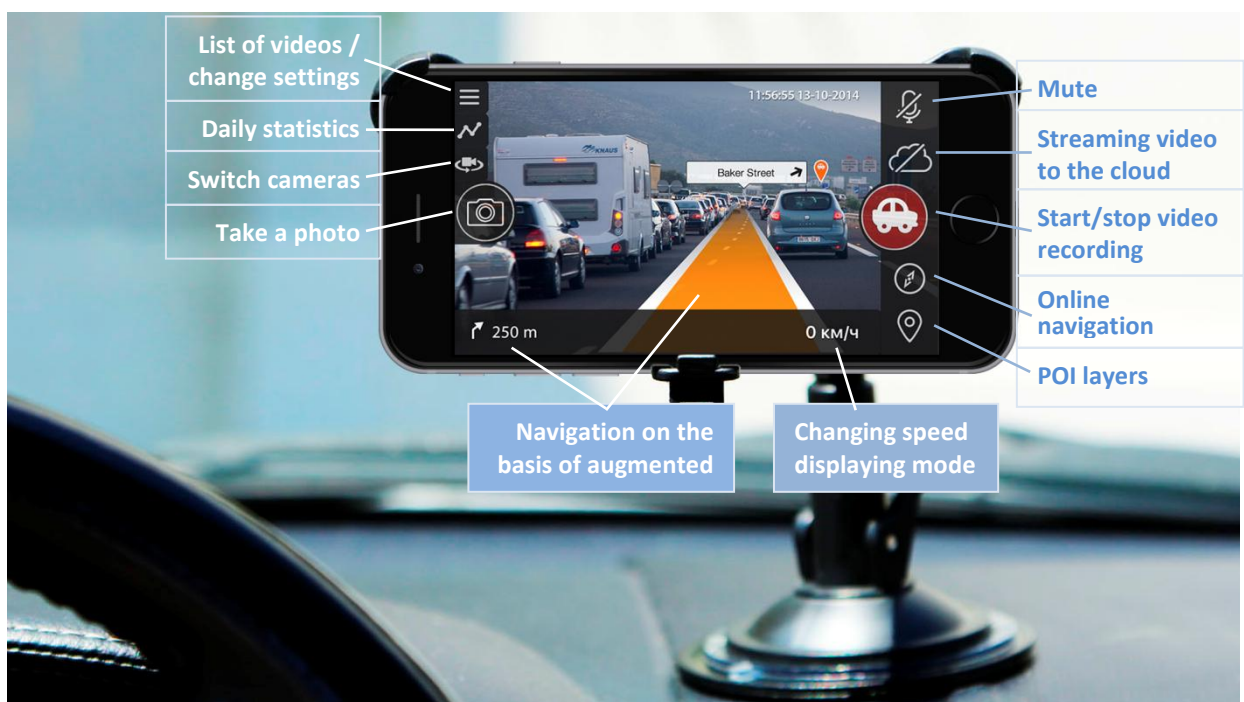 List of videos /
change settings
Daily statistics
Switch cameras
Take a photo
11:56:55 13-10-2014
KNAUS
Baker Street
250 m
0 км/ч
Mute
Streaming video
to the cloud
Start/stop video
recording
Online
navigation
POI layers
Navigation on the
basis of augmented
Changing speed
displaying mode